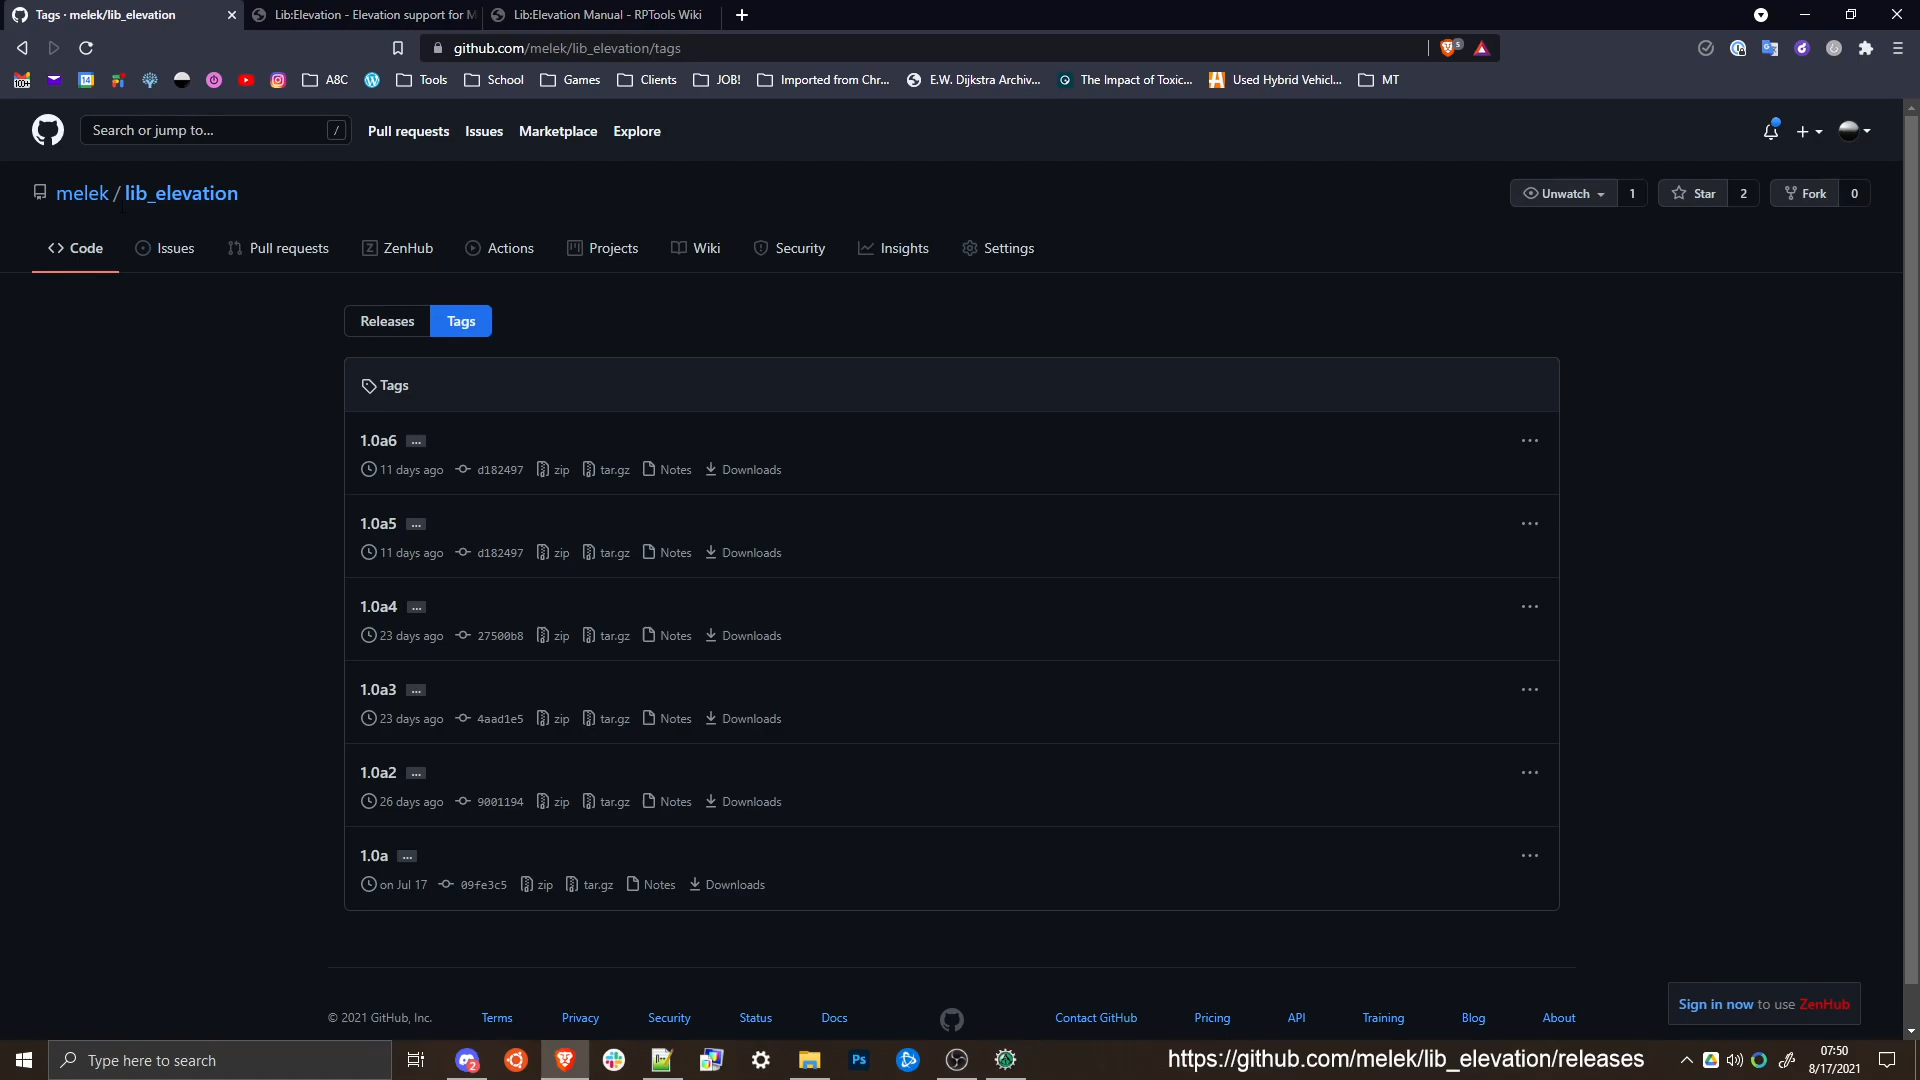 Tags · melek/lib_elevation
Lib:Elevation - Elevation support for M
Lib:Elevation Manual - RPTools Wiki
github.com/melek/lib_elevation/tags
A8C
Tools
School
Games
Clients
JOB!
Imported from Chr...
E.W. Dijkstra Archiv...
The Impact of Toxic...
Used Hybrid Vehicl...
MT
Search or jump to...
/
Pull requests
Issues
Marketplace
Explore
melek / lib_elevation
Unwatch
1
Star
2
Fork
0
Code
Issues
Pull requests
ZenHub
Actions
Projects
Wiki
Security
Insights
Settings
Releases
Tags
Tags
1.0a6 ...
11 days ago d182497 zip tar.gz Notes Downloads
1.0a5 ...
11 days ago d182497 zip tar.gz Notes Downloads
1.0a4 ...
23 days ago 27500b8 zip tar.gz Notes Downloads
1.0a3 ...
23 days ago 4aad1e5 zip tar.gz Notes Downloads
1.0a2 ...
26 days ago 9001194 zip tar.gz Notes Downloads
1.0a ...
on Jul 17 09fe3c5 zip tar.gz Notes Downloads
Sign in now to use ZenHub
© 2021 GitHub, Inc.
Terms
Privacy
Security
Status
Docs
Contact GitHub
Pricing
API
Training
Blog
About
Type here to search
2
Ps
https://github.com/melek/lib_elevation/releases
07:50
8/17/2021